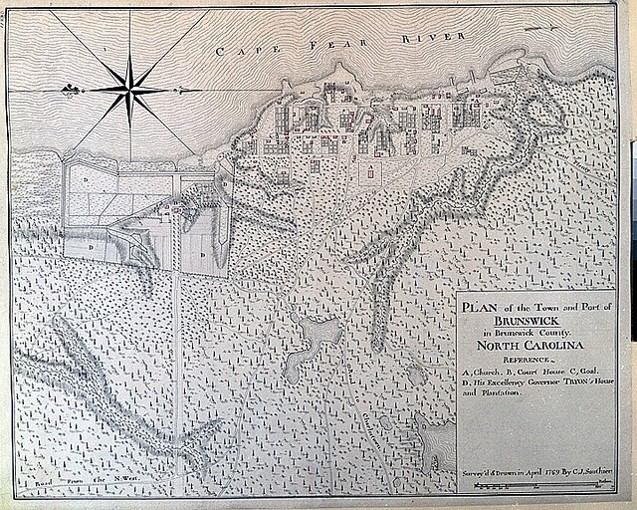 CAPE FEAR RIVER
D
D
D
D
PLAN of the Town and Port of
BRUNSWICK
in Brunswick County.
NORTH CAROLINA
REFERENCE
A, Church. B, Court House C, Goal.
D, His Excellency Governor TRYON's House
and Plantation.
Survey'd & Drawn in April 1769 By C.J. Sauthier
Road from the N. West.